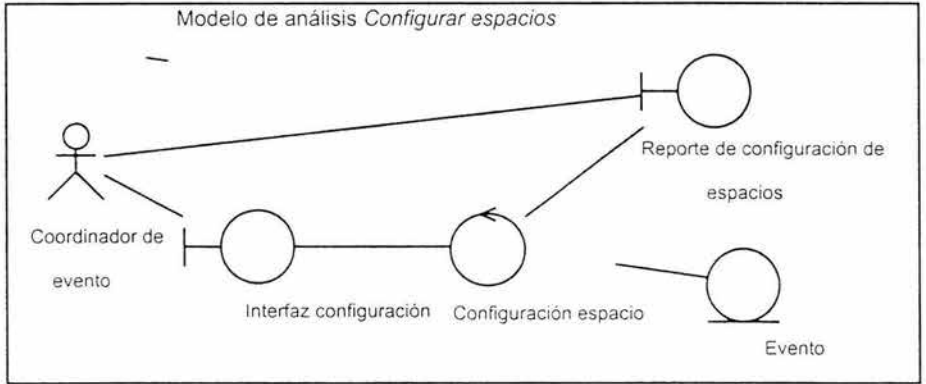 Modelo de análisis Configurar espacios
Reporte de configuración de
espacios
Coordinador de
evento
Interfaz configuración
Configuración espacio
Evento